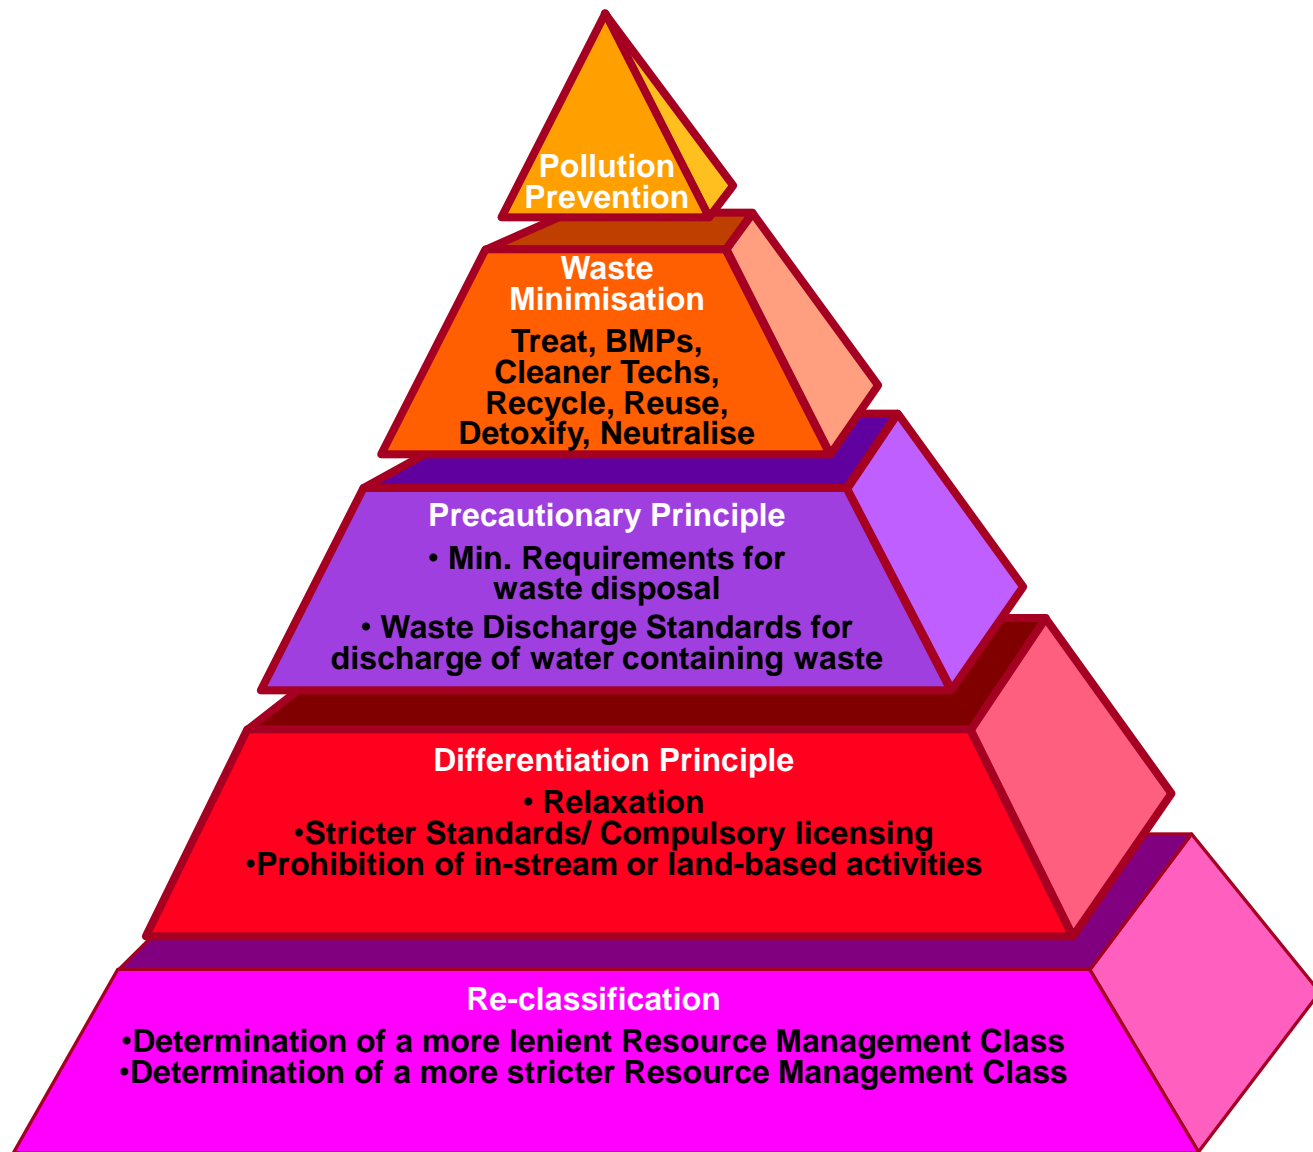 Pollution
Prevention
Waste
Minimisation
Treat, BMPs,
Cleaner Techs,
Recycle, Reuse,
Detoxify, Neutralise
Precautionary Principle
• Min. Requirements for
waste disposal
• Waste Discharge Standards for
discharge of water containing waste
Differentiation Principle
• Relaxation
•Stricter Standards/ Compulsory licensing
•Prohibition of in-stream or land-based activities
Re-classification
•Determination of a more lenient Resource Management Class
•Determination of a more stricter Resource Management Class